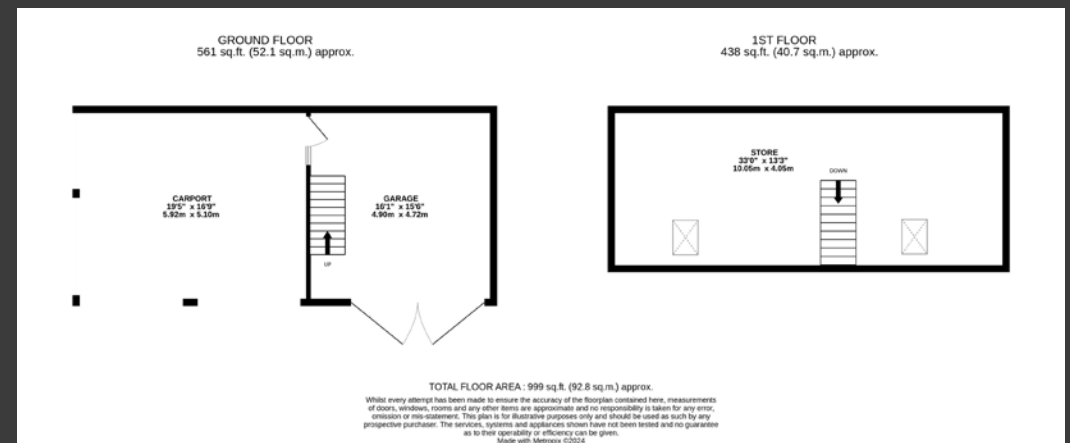 GROUND FLOOR
561 sq.ft. (52.1 sq.m.) approx.
1ST FLOOR
438 sq.ft. (40.7 sq.m.) approx.
CARPORT
19'5" x 16'9"
5.92m x 5.10m
GARAGE
16'1" x 15'6"
4.90m x 4.72m
UP
STORE
33'0" x 13'3"
10.05m x 4.05m
DOWN
TOTAL FLOOR AREA : 999 sq.ft. (92.8 sq.m.) approx.
Whilst every attempt has been made to ensure the accuracy of the floorplan contained here, measurements
of doors, windows, rooms and any other items are approximate and no responsibility is taken for any error,
omission or mis-statement. This plan is for illustrative purposes only and should be used as such by any
prospective purchaser. The services, systems and appliances shown have not been tested and no guarantee
as to their operability or efficiency can be given.
Made with Metropix ©2024